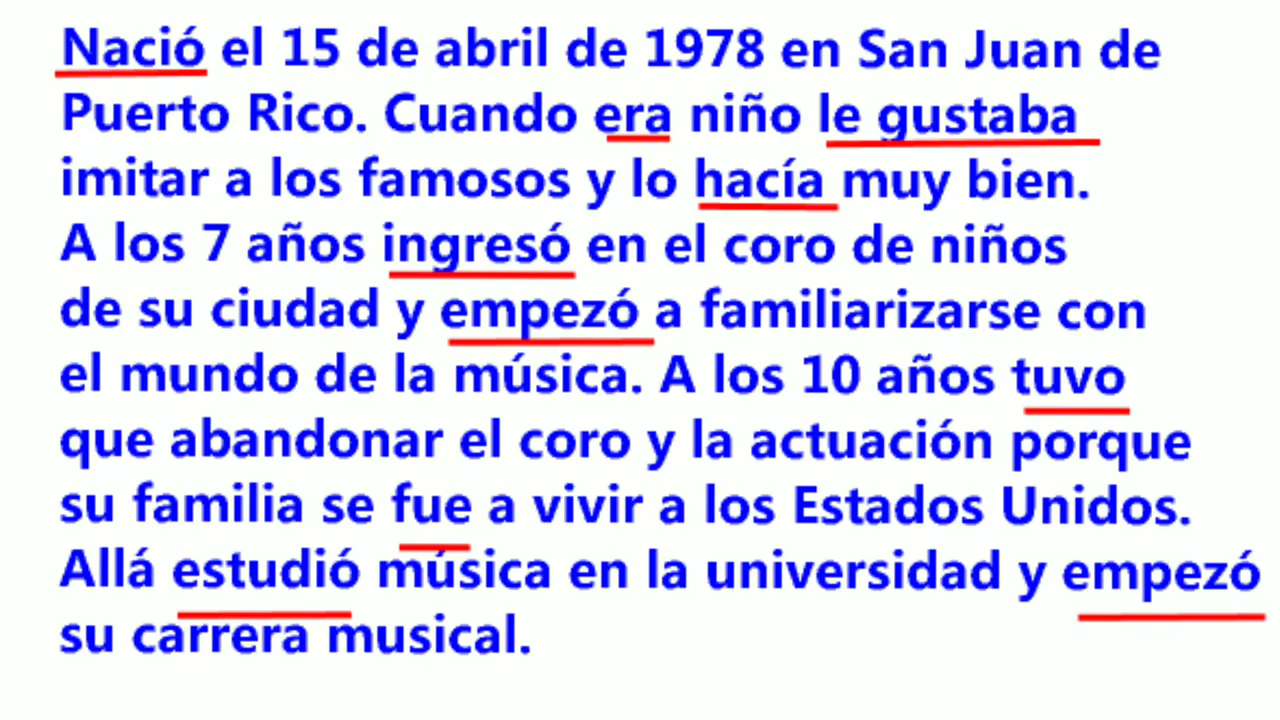 Nació el 15 de abril de 1978 en San Juan de
Puerto Rico. Cuando era niño le gustaba
imitar a los famosos y lo hacía muy bien.
A los 7 años ingresó en el coro de niños
de su ciudad y empezó a familiarizarse con
el mundo de la música. A los 10 años tuvo
que abandonar el coro y la actuación porque
su familia se fue a vivir a los Estados Unidos.
Allá estudió música en la universidad y empezó
su carrera musical.